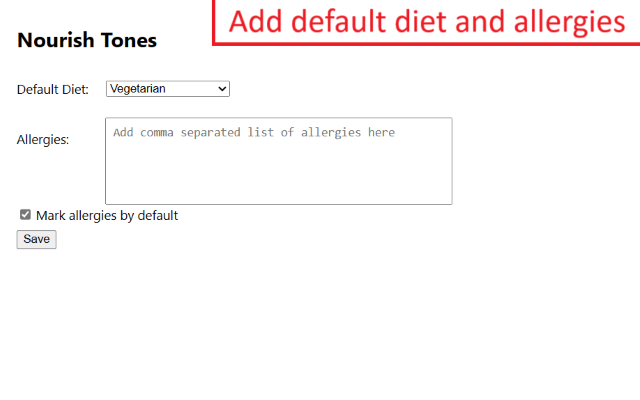 Add default diet and allergies
Nourish Tones
Default Diet: Vegetarian
Allergies: Add comma separated list of allergies here
Mark allergies by default
Save